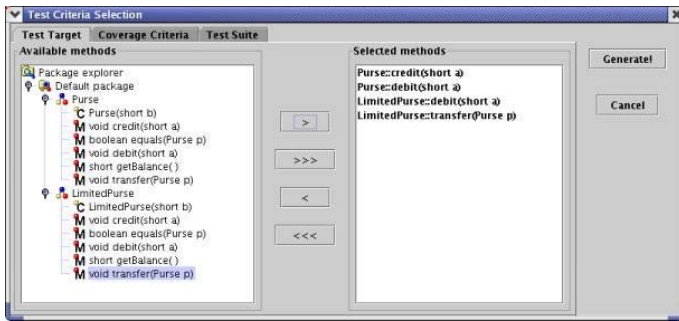 Test Criteria Selection
Test Target Coverage Criteria Test Suite
Available methods
Package explorer
Default package
Purse
Purse(short b)
void credit(short a)
boolean equals(Purse p)
void debit(short a)
short getBalance( )
void transfer(Purse p)
LimitedPurse
LimitedPurse(short b)
void credit(short a)
boolean equals(Purse p)
void debit(short a)
short getBalance( )
void transfer(Purse p)
>
>>>
<
<<<
Selected methods
Purse::credit(short a)
Purse::debit(short a)
LimitedPurse::debit(short a)
LimitedPurse::transfer(Purse p)
Generate!
Cancel